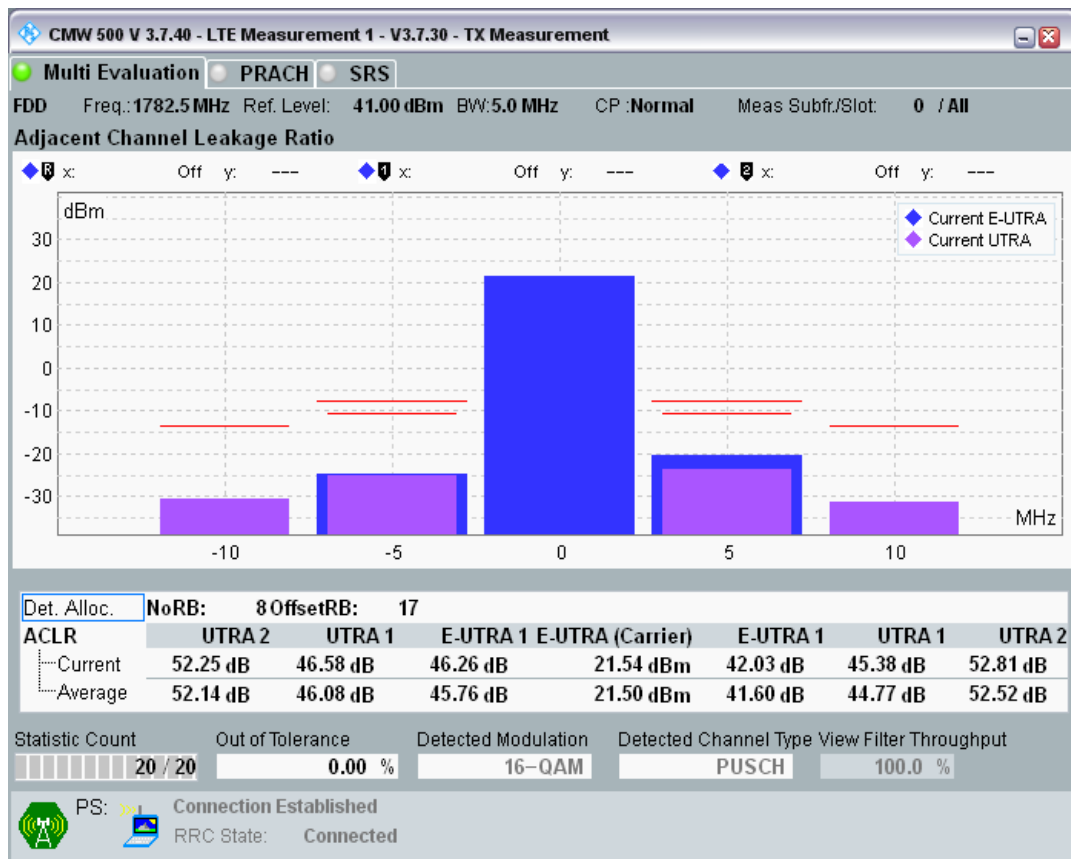 CMW 500 V 3.7.40 - LTE Measurement 1 - V3.7.30 - TX Measurement
Multi Evaluation PRACH SRS
FDD Freq.:1782.5 MHz Ref. Level: 41.00 dBm BW:5.0 MHz CP :Normal Meas Subfr./Slot: 0 / All
Adjacent Channel Leakage Ratio
R x: Off y: --- 1 x: Off y: --- 2 x: Off y: ---
dBm
Current E-UTRA
Current UTRA
30
20
10
0
-10
-20
-30
MHz
-10 -5 0 5 10
Det. Alloc. NoRB: 8 OffsetRB: 17
ACLR UTRA 2 UTRA 1 E-UTRA 1 E-UTRA (Carrier) E-UTRA 1 UTRA 1 UTRA 2
Current 52.25 dB 46.58 dB 46.26 dB 21.54 dBm 42.03 dB 45.38 dB 52.81 dB
Average 52.14 dB 46.08 dB 45.76 dB 21.50 dBm 41.60 dB 44.77 dB 52.52 dB
Statistic Count Out of Tolerance Detected Modulation Detected Channel Type View Filter Throughput
20 / 20 0.00 % 16-QAM PUSCH 100.0 %
PS: Connection Established
RRC State: Connected